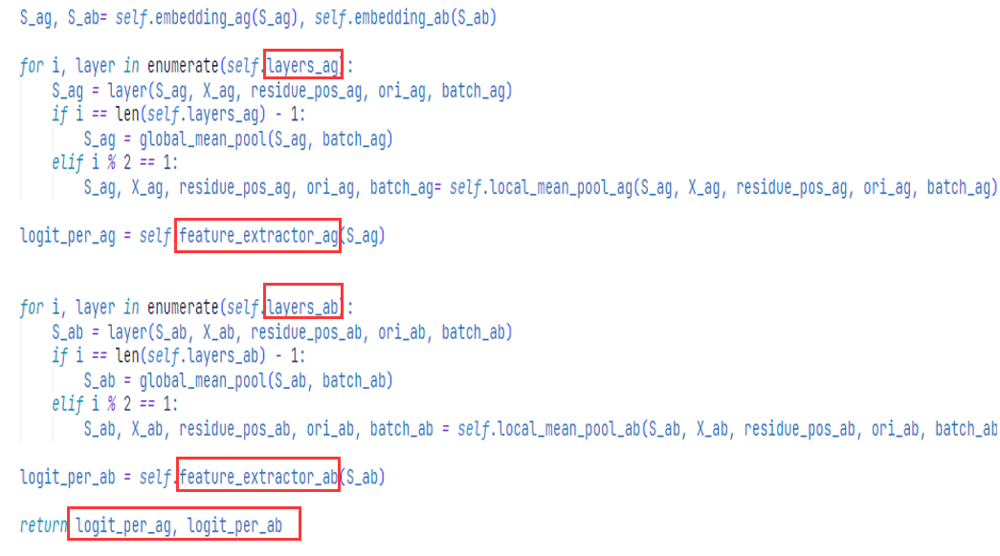 S_ag, S_ab= self.embedding_ag(S_ag), self.embedding_ab(S_ab)
for i, layer in enumerate(self.layers_ag):
S_ag = layer(S_ag, X_ag, residue_pos_ag, ori_ag, batch_ag)
if i == len(self.layers_ag) - 1:
S_ag = global_mean_pool(S_ag, batch_ag)
elif i % 2 == 1:
S_ag, X_ag, residue_pos_ag, ori_ag, batch_ag= self.local_mean_pool_ag(S_ag, X_ag, residue_pos_ag, ori_ag, batch_ag)
logit_per_ag = self.feature_extractor_ag(S_ag)
for i, layer in enumerate(self.layers_ab):
S_ab = layer(S_ab, X_ab, residue_pos_ab, ori_ab, batch_ab)
if i == len(self.layers_ab) - 1:
S_ab = global_mean_pool(S_ab, batch_ab)
elif i % 2 == 1:
S_ab, X_ab, residue_pos_ab, ori_ab, batch_ab = self.local_mean_pool_ab(S_ab, X_ab, residue_pos_ab, ori_ab, batch_ab
logit_per_ab = self.feature_extractor_ab(S_ab)
return logit_per_ag, logit_per_ab